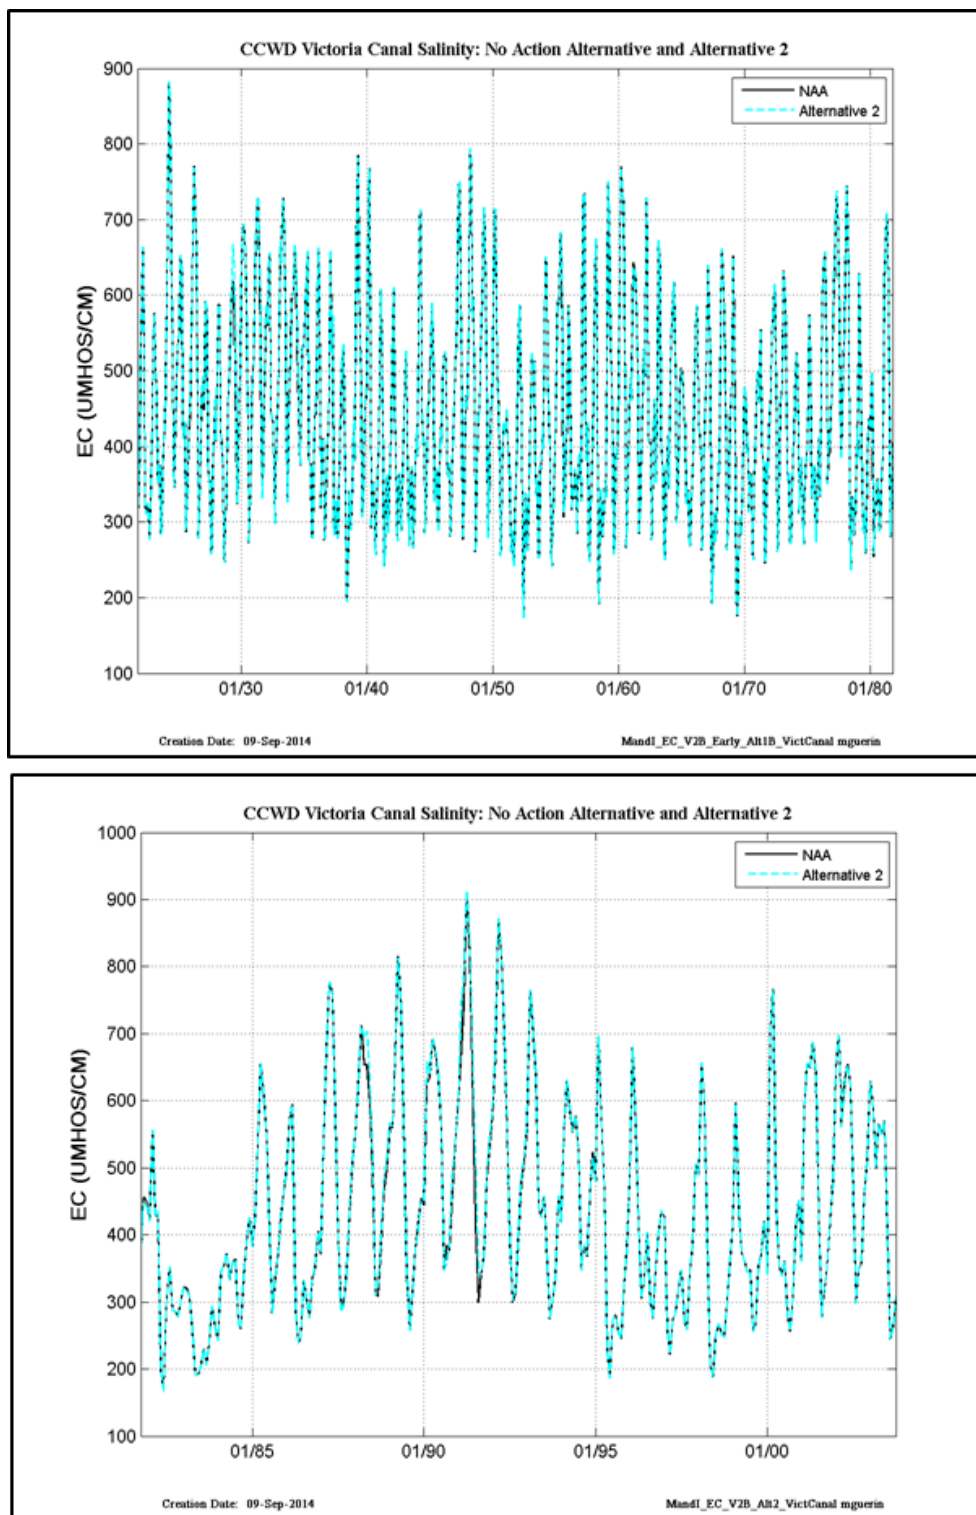 CCWD Victoria Canal Salinity: No Action Alternative and Alternative 2
900
800
700
600
500
400
300
200
100
EC (UMHOS/CM)
NAA
Alternative 2
01/30 01/40 01/50 01/60 01/70 01/80
Creation Date: 09-Sep-2014 MandI_EC_V2B_Early_Alt1B_VictCanal mguerin
CCWD Victoria Canal Salinity: No Action Alternative and Alternative 2
1000
900
800
700
600
500
400
300
200
100
EC (UMHOS/CM)
NAA
Alternative 2
01/85 01/90 01/95 01/00
Creation Date: 09-Sep-2014 MandI_EC_V2B_Alt2_VictCanal mguerin